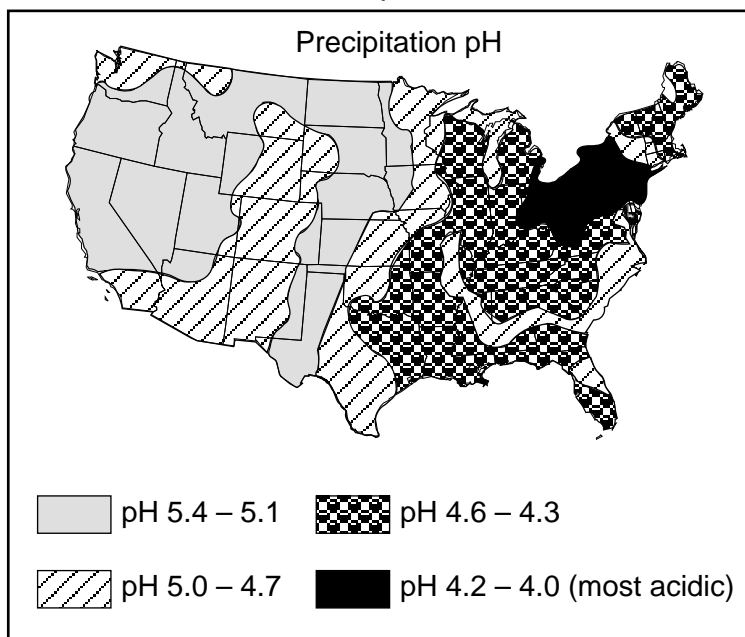 Precipitation pH
pH 5.4 – 5.1
pH 4.6 – 4.3
pH 5.0 – 4.7
pH 4.2 – 4.0 (most acidic)